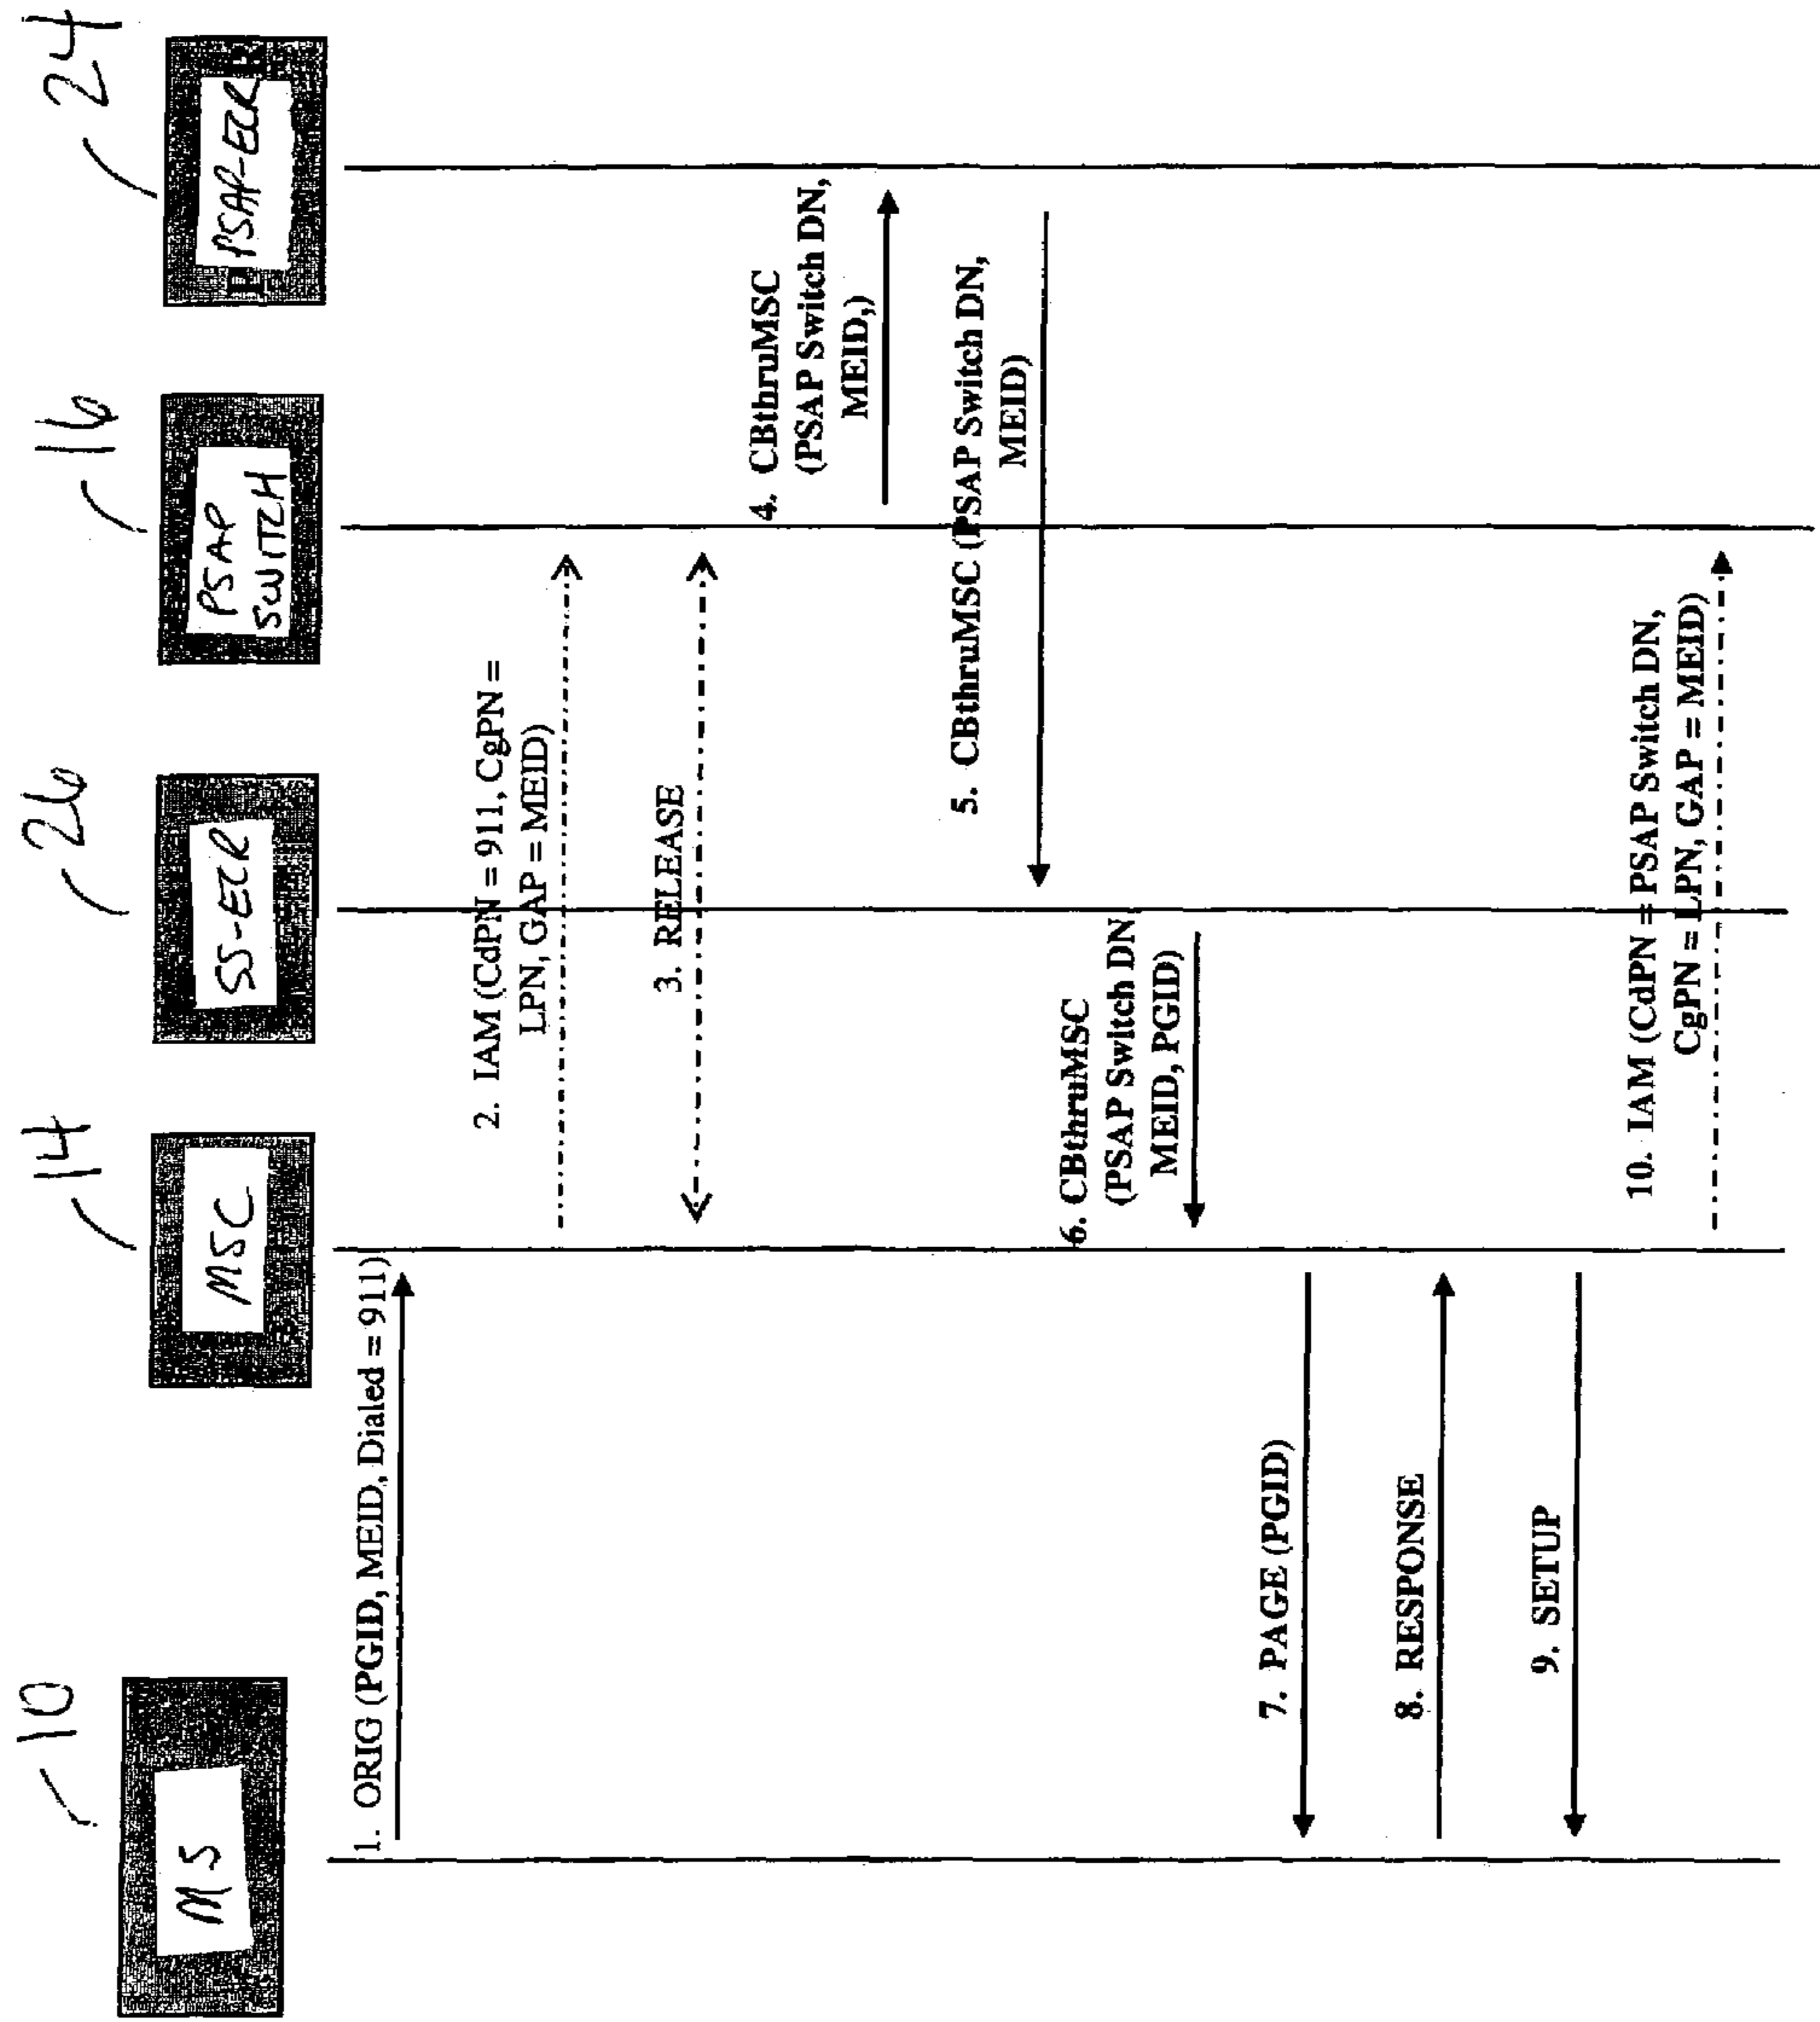 10
14
26
16
24
MS
MSC
SS-ECR
PSAP
SWITCH
PSAP-ECR
1. ORIG (PGID, MEID, Dialed = 911)
2. IAM (CdPN = 911, CgPN =
LPN, GAP = MEID)
3. RELEASE
4. CBthruMSC
(PSAP Switch DN,
MEID,)
5. CBthruMSC (PSAP Switch DN,
MEID)
6. CBthruMSC
(PSAP Switch DN
MEID, PGID)
7. PAGE (PGID)
8. RESPONSE
9. SETUP
10. IAM (CdPN = PSAP Switch DN,
CgPN = LPN, GAP = MEID)